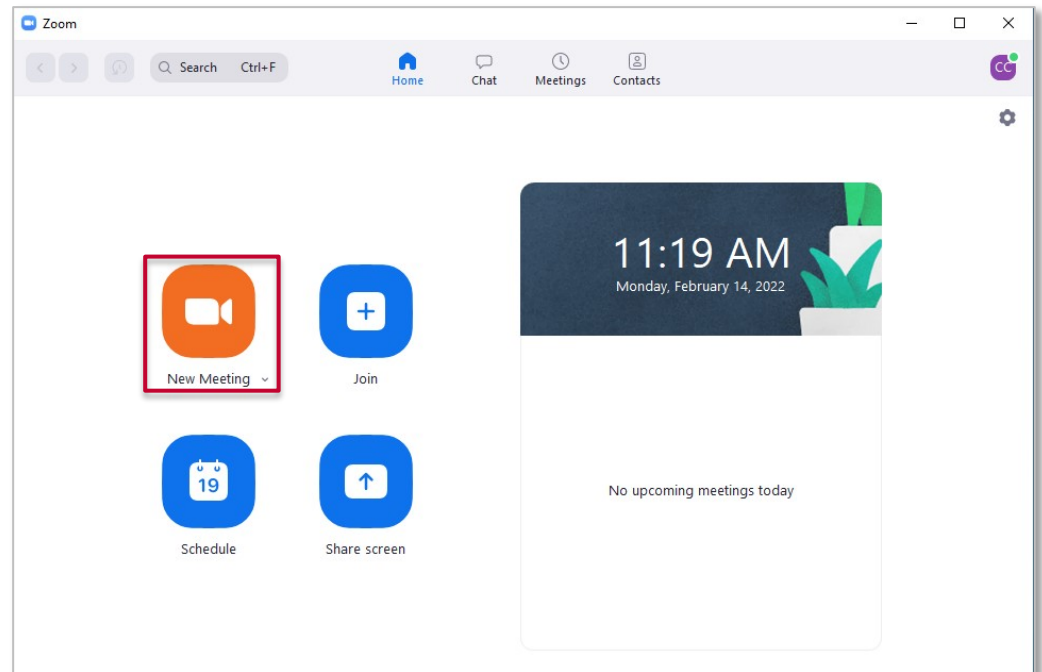 Zoom
Search Ctrl+F
Home
Chat
Meetings
Contacts
CC
11:19 AM
Monday, February 14, 2022
New Meeting
Join
19
Schedule
Share screen
No upcoming meetings today